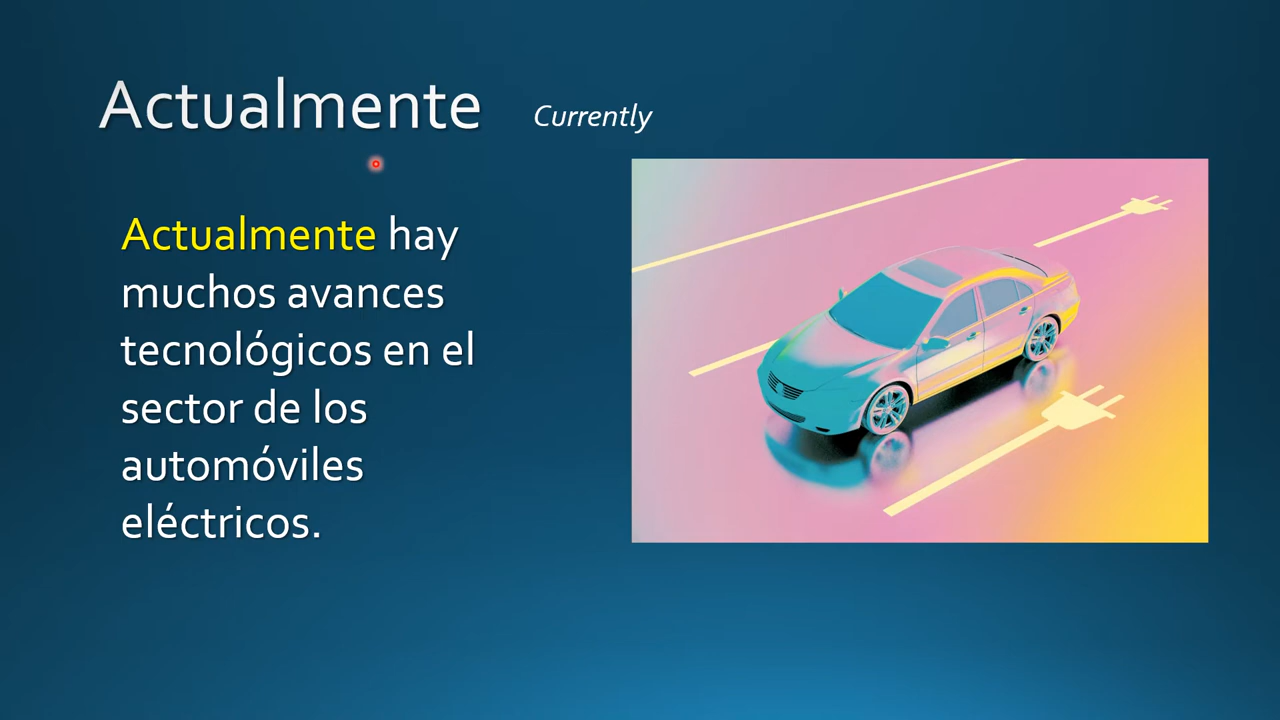 Actualmente Currently
Actualmente hay
muchos avances
tecnológicos en el
sector de los
automóviles
eléctricos.